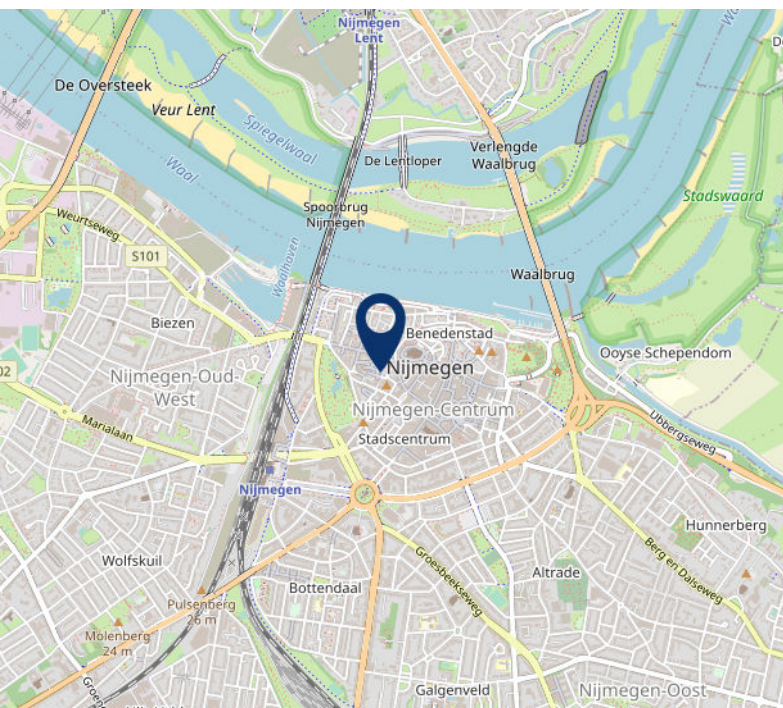 Nijmegen
Lent
De Oversteek
Veur Lent
Spiegelwaal
De Lentloper
Verlengde
Waalbrug
Waal
Stadswaard
Spoorbrug
Nijmegen
Weurtseweg
S101
Waalhaven
Waalbrug
Biezen
Benedenstad
Ooyse Schependom
Nijmegen-Oud-
West
Nijmegen
Nijmegen-Centrum
Marialaan
Stadscentrum
Ubbergseweg
Nijmegen
Hunnerberg
Wolfskuil
Groesbeekseweg
Altrade
Berg en Dalseweg
Bottendaal
Pulsenberg
26 m
Molenberg
24 m
Galgenveld
Nijmegen-Oost